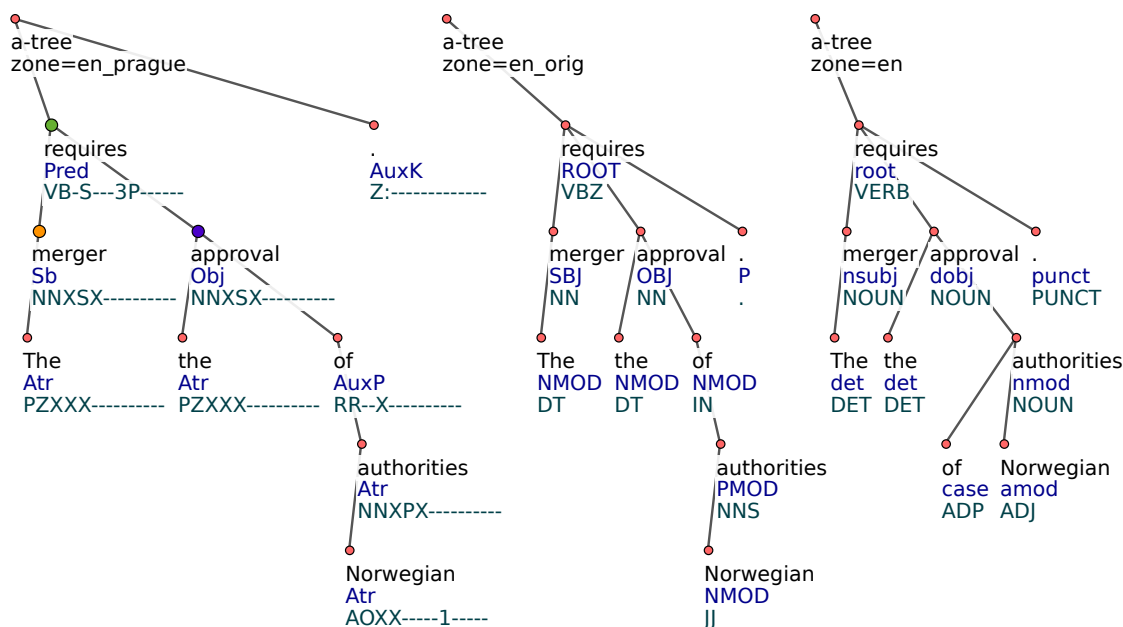 a-tree
zone=en_prague
requires
Pred
VB-S---3P------
.
AuxK
Z:-------------
merger
Sb
NNXSX----------
approval
Obj
NNXSX----------
The
Atr
PZXXX----------
the
Atr
PZXXX----------
of
AuxP
RR--X----------
authorities
Atr
NNXPX----------
Norwegian
Atr
AOXX-----1-----
a-tree
zone=en_orig
requires
ROOT
VBZ
merger
SBJ
NN
approval
OBJ
NN
.
P
.
The
NMOD
DT
the
NMOD
DT
of
NMOD
IN
authorities
PMOD
NNS
Norwegian
NMOD
JJ
a-tree
zone=en
requires
root
VERB
merger
nsubj
NOUN
approval
dobj
NOUN
.
punct
PUNCT
The
det
DET
the
det
DET
authorities
nmod
NOUN
of
case
ADP
Norwegian
amod
ADJ